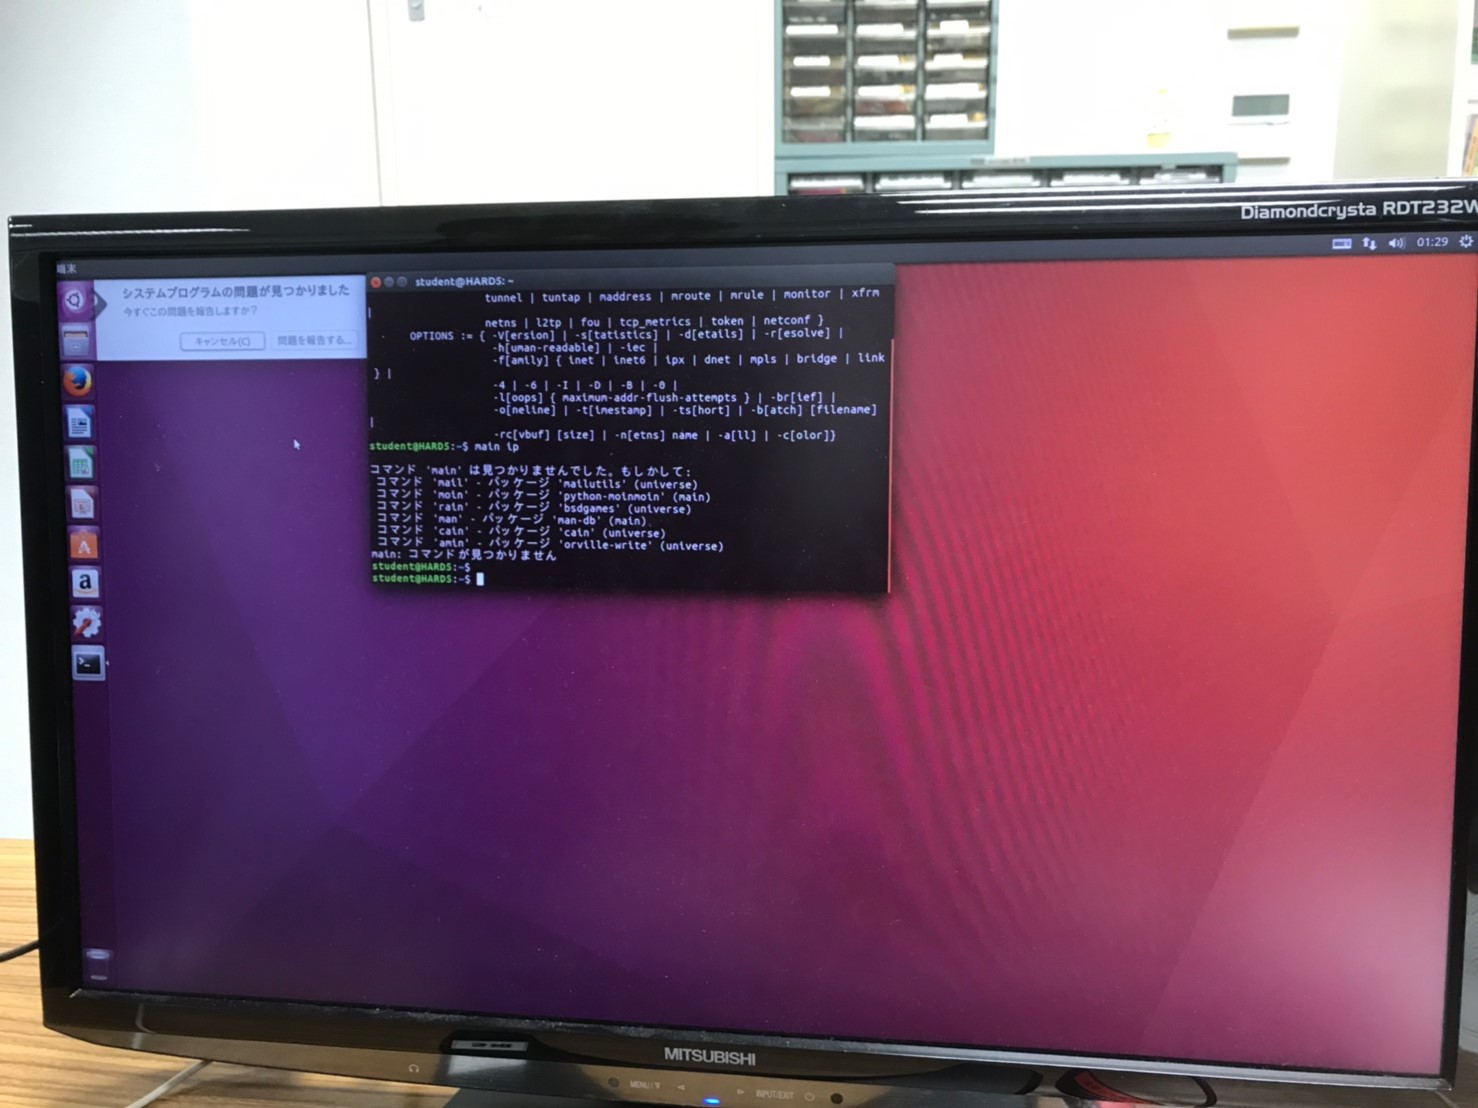 Diamondcrysta RDT232W
端末
01:29
システムプログラムの問題が見つかりました
今すぐこの問題を報告しますか？
キャンセル(C)
問題を報告する...
student@HARD5: ~
tunnel | tuntap | maddress | mroute | mrule | monitor | xfrm
|
netns | l2tp | fou | tcp_metrics | token | netconf }
OPTIONS := { -V[ersion] | -s[tatistics] | -d[etails] | -r[esolve] |
-h[uman-readable] | -iec |
-f[amily] { inet | inet6 | ipx | dnet | mpls | bridge | link
} |
-4 | -6 | -I | -D | -B | -0 |
-l[oops] { maximum-addr-flush-attempts } | -br[ief] |
-o[neline] | -t[imestamp] | -ts[hort] | -b[atch] [filename]
|
-rc[vbuf] [size] | -n[etns] name | -a[ll] | -c[olor]}
student@HARD5:~$ main ip
コマンド 'main' は見つかりませんでした。もしかして:
コマンド 'mail' - パッケージ 'mailutils' (universe)
コマンド 'moin' - パッケージ 'python-moinmoin' (main)
コマンド 'rain' - パッケージ 'bsdgames' (universe)
コマンド 'man' - パッケージ 'man-db' (main)
コマンド 'cain' - パッケージ 'cain' (universe)
コマンド 'amin' - パッケージ 'orville-write' (universe)
main: コマンドが見つかりません
student@HARD5:~$
student@HARD5:~$
a
MITSUBISHI
MENU/
INPUT/EXIT